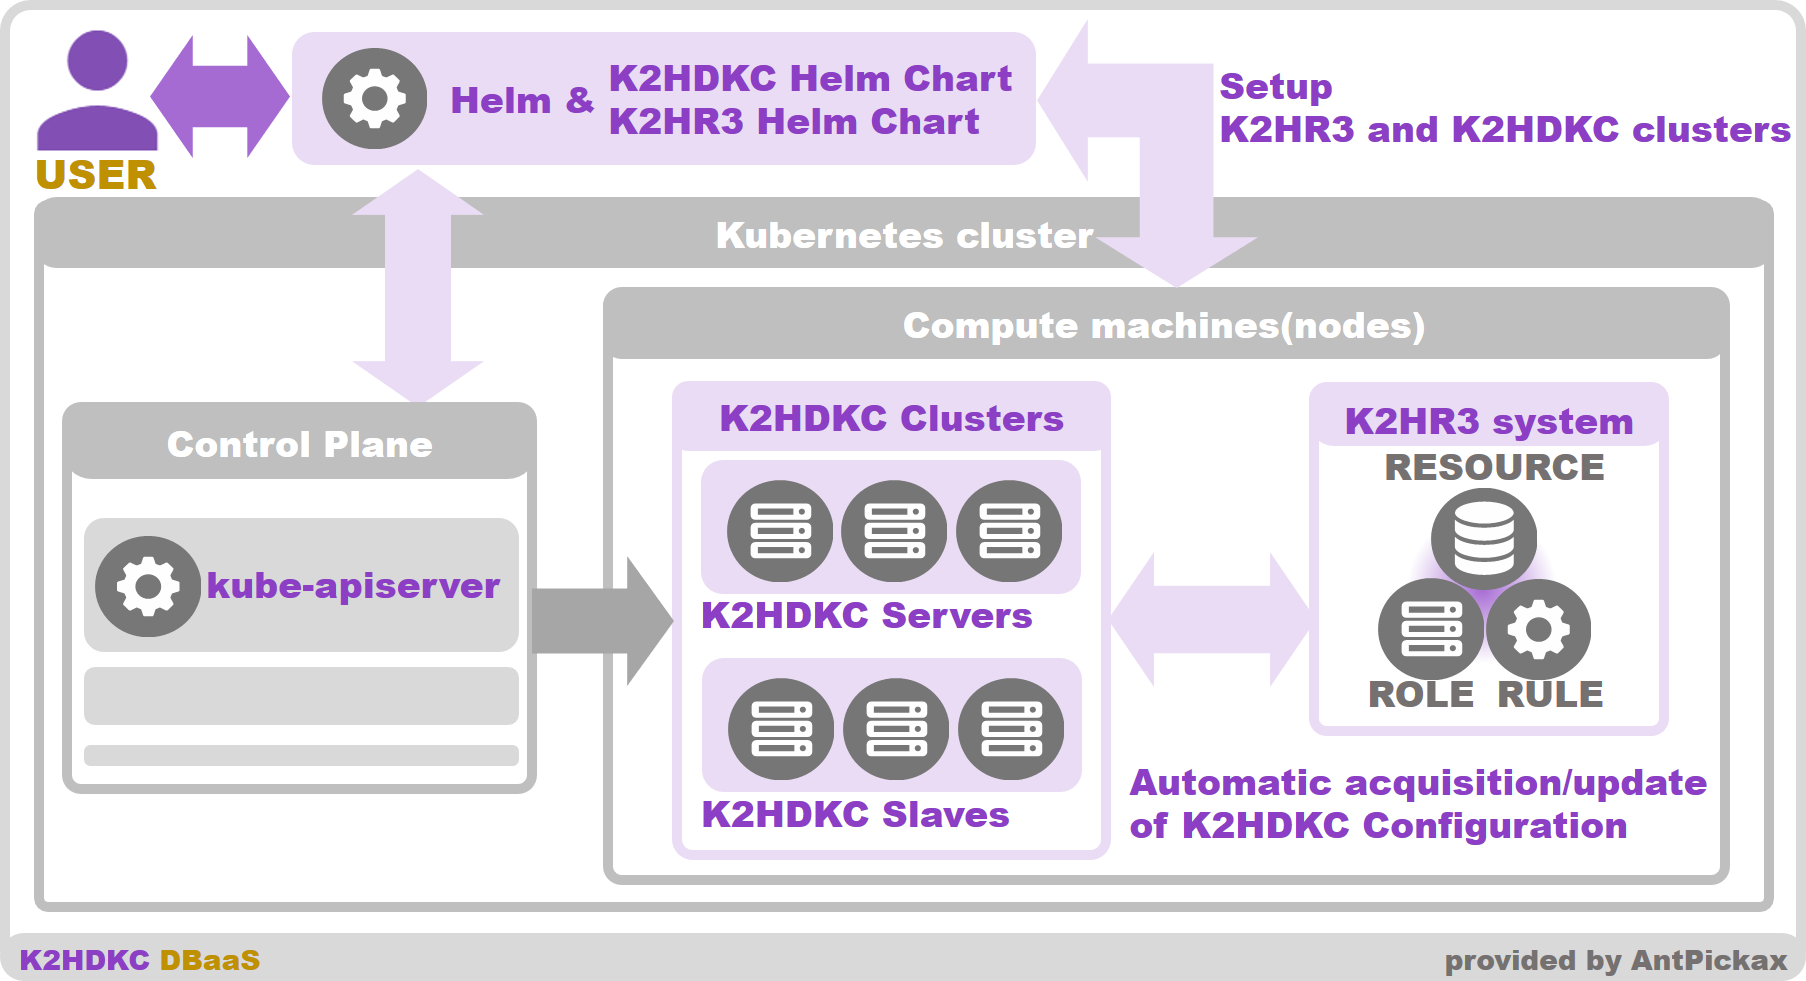 USER
Helm &
K2HDKC Helm Chart
K2HR3 Helm Chart
Setup
K2HR3 and K2HDKC clusters
Kubernetes cluster
Compute machines(nodes)
Control Plane
kube-apiserver
K2HDKC Clusters
K2HDKC Servers
K2HDKC Slaves
K2HR3 system
RESOURCE
ROLE RULE
Automatic acquisition/update
of K2HDKC Configuration
K2HDKC DBaaS
provided by AntPickax